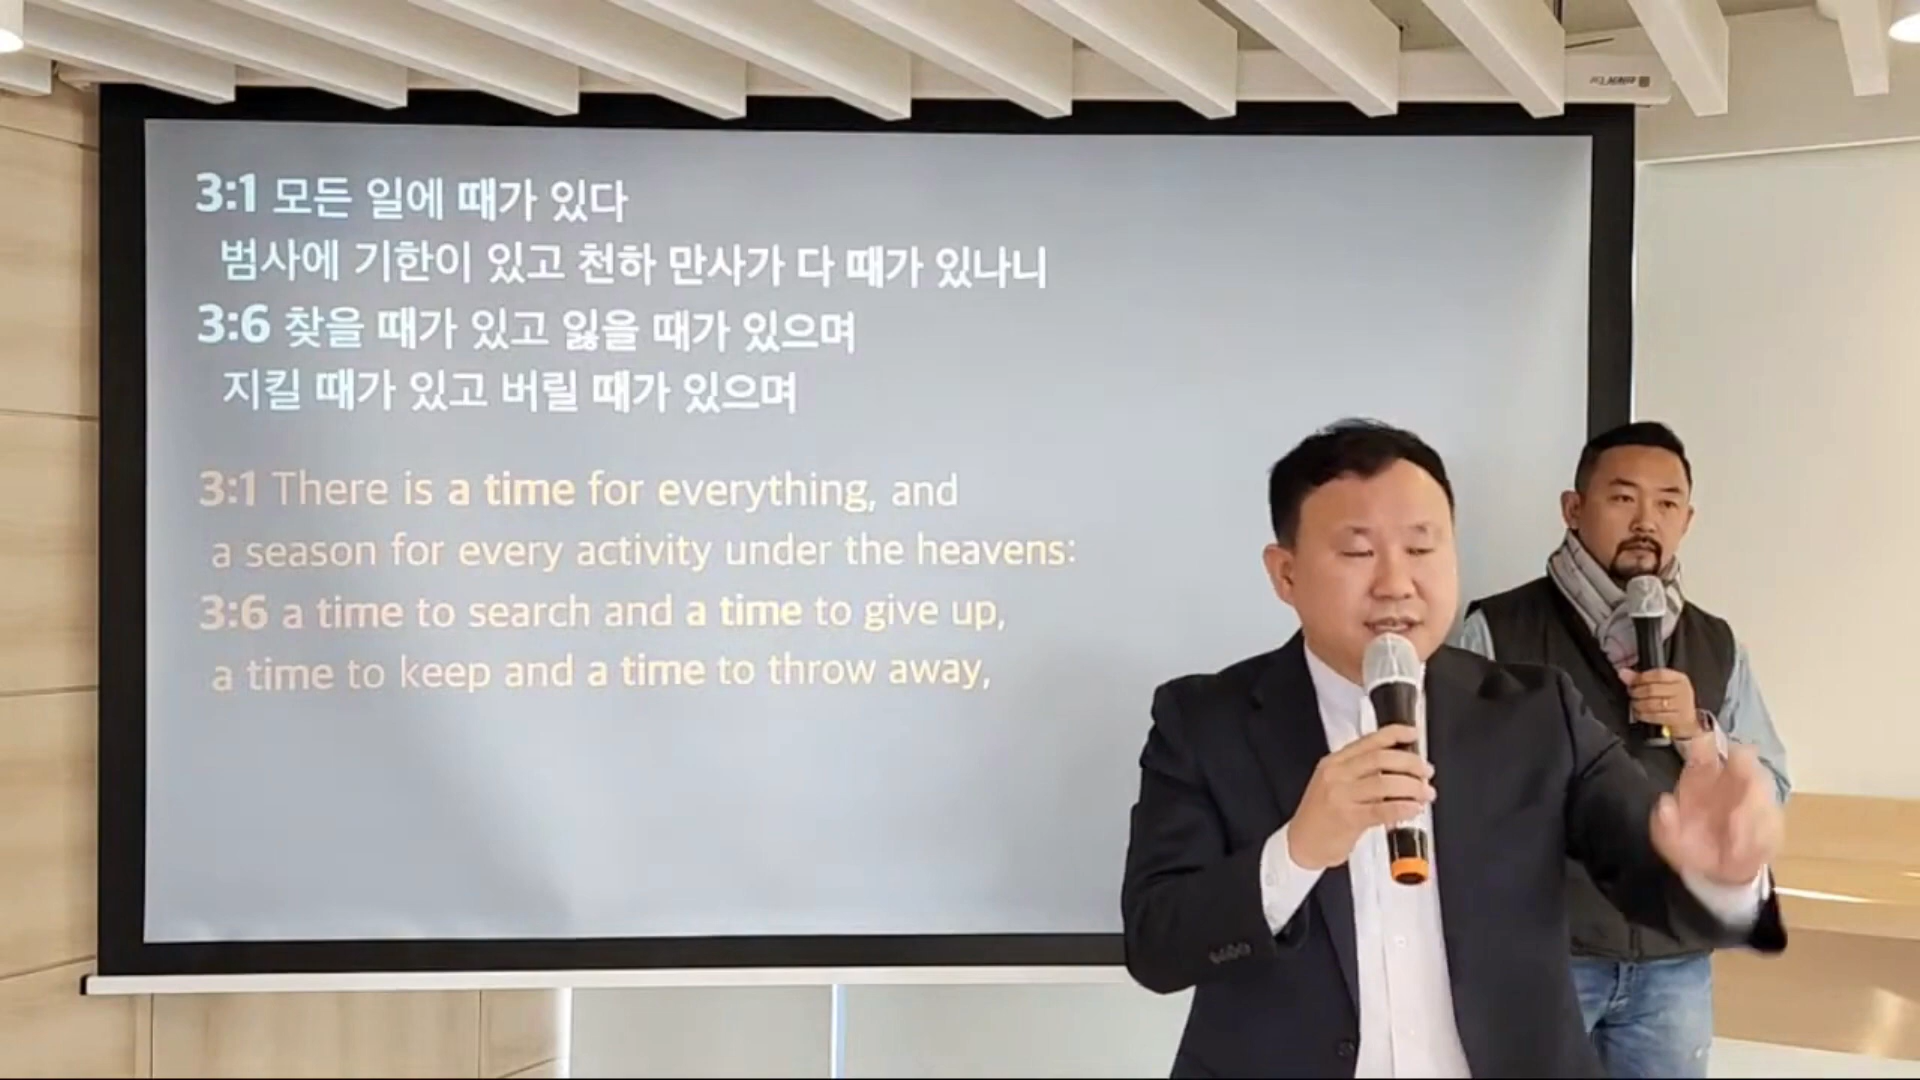 3:1 모든 일에 때가 있다
범사에 기한이 있고 천하 만사가 다 때가 있나니
3:6 찾을 때가 있고 잃을 때가 있으며
지킬 때가 있고 버릴 때가 있으며
3:1 There is a time for everything, and
a season for every activity under the heavens:
3:6 a time to search and a time to give up,
a time to keep and a time to throw away,